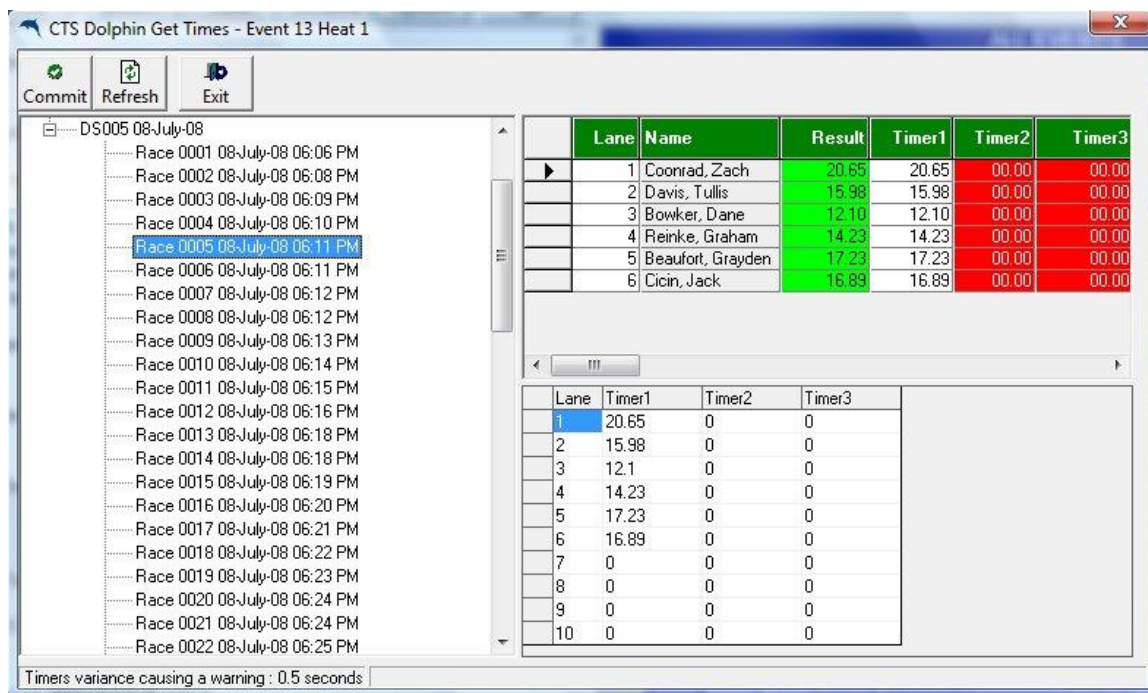 CTS Dolphin Get Times - Event 13 Heat 1
Commit Refresh Exit
DS005 08-July-08
Race 0001 08-July-08 06:06 PM
Race 0002 08-July-08 06:08 PM
Race 0003 08-July-08 06:09 PM
Race 0004 08-July-08 06:10 PM
Race 0005 08-July-08 06:11 PM
Race 0006 08-July-08 06:11 PM
Race 0007 08-July-08 06:12 PM
Race 0008 08-July-08 06:12 PM
Race 0009 08-July-08 06:13 PM
Race 0010 08-July-08 06:14 PM
Race 0011 08-July-08 06:15 PM
Race 0012 08-July-08 06:16 PM
Race 0013 08-July-08 06:18 PM
Race 0014 08-July-08 06:18 PM
Race 0015 08-July-08 06:19 PM
Race 0016 08-July-08 06:20 PM
Race 0017 08-July-08 06:21 PM
Race 0018 08-July-08 06:22 PM
Race 0019 08-July-08 06:23 PM
Race 0020 08-July-08 06:24 PM
Race 0021 08-July-08 06:24 PM
Race 0022 08-July-08 06:25 PM
Lane Name Result Timer1 Timer2 Timer3
1 Coonrad, Zach 20.65 20.65 00.00 00.00
2 Davis, Tullis 15.98 15.98 00.00 00.00
3 Bowker, Dane 12.10 12.10 00.00 00.00
4 Reinke, Graham 14.23 14.23 00.00 00.00
5 Beaufort, Grayden 17.23 17.23 00.00 00.00
6 Cicin, Jack 16.89 16.89 00.00 00.00
Lane Timer1 Timer2 Timer3
1 20.65 0 0
2 15.98 0 0
3 12.1 0 0
4 14.23 0 0
5 17.23 0 0
6 16.89 0 0
7 0 0 0
8 0 0 0
9 0 0 0
10 0 0 0
Timers variance causing a warning : 0.5 seconds